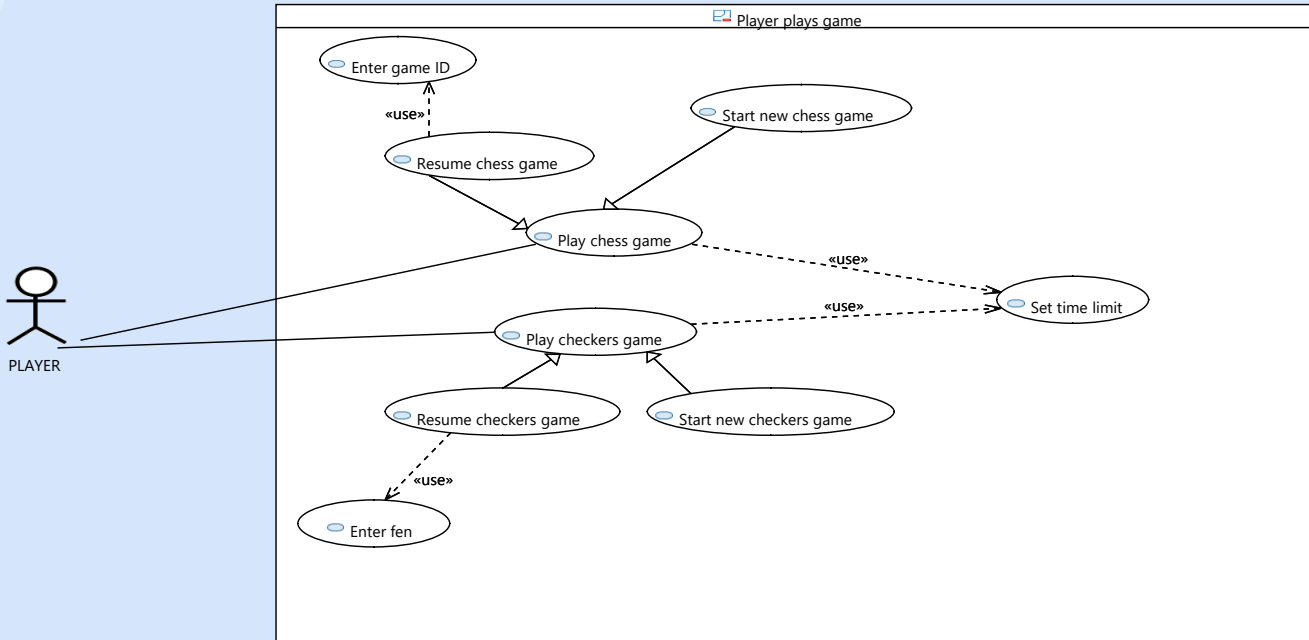 Player plays game
Enter game ID
Start new chess game
«use»
Resume chess game
Play chess game
«use»
Set time limit
«use»
Play checkers game
PLAYER
Resume checkers game
Start new checkers game
«use»
Enter fen